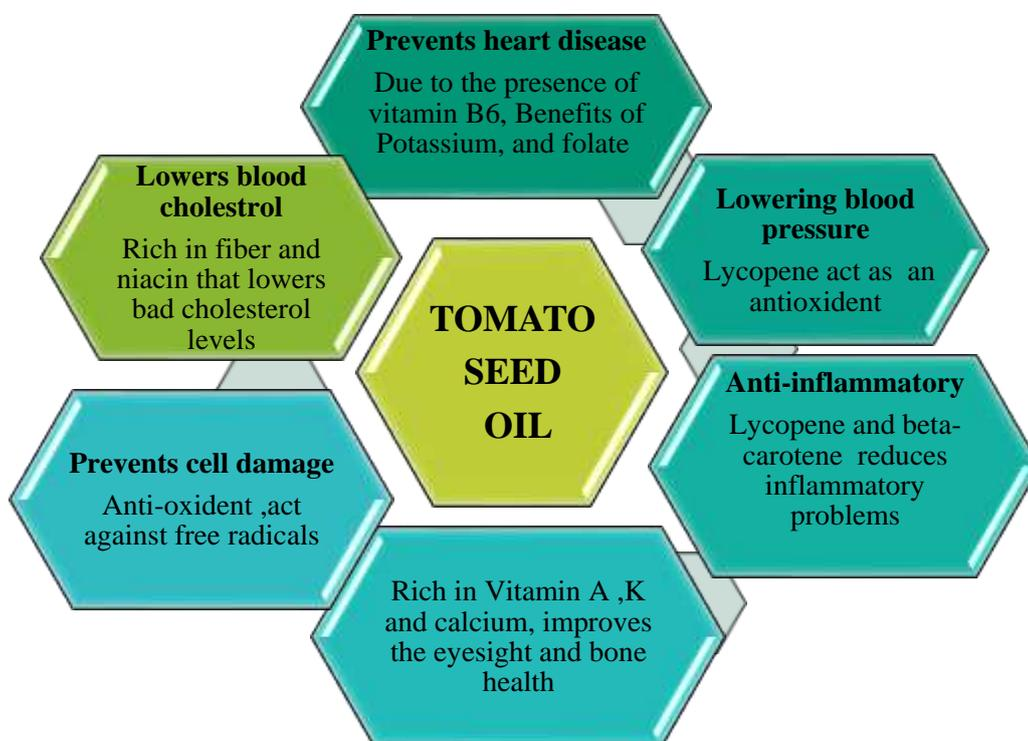 Prevents heart disease
Due to the presence of
vitamin B6, Benefits of
Potassium, and folate
Lowers blood
cholestrol
Rich in fiber and
niacin that lowers
bad cholesterol
levels
Lowering blood
pressure
Lycopene act as an
antioxident
TOMATO
SEED
OIL
Anti-inflammatory
Lycopene and beta-
carotene reduces
inflammatory
problems
Prevents cell damage
Anti-oxident ,act
against free radicals
Rich in Vitamin A ,K
and calcium, improves
the eyesight and bone
health